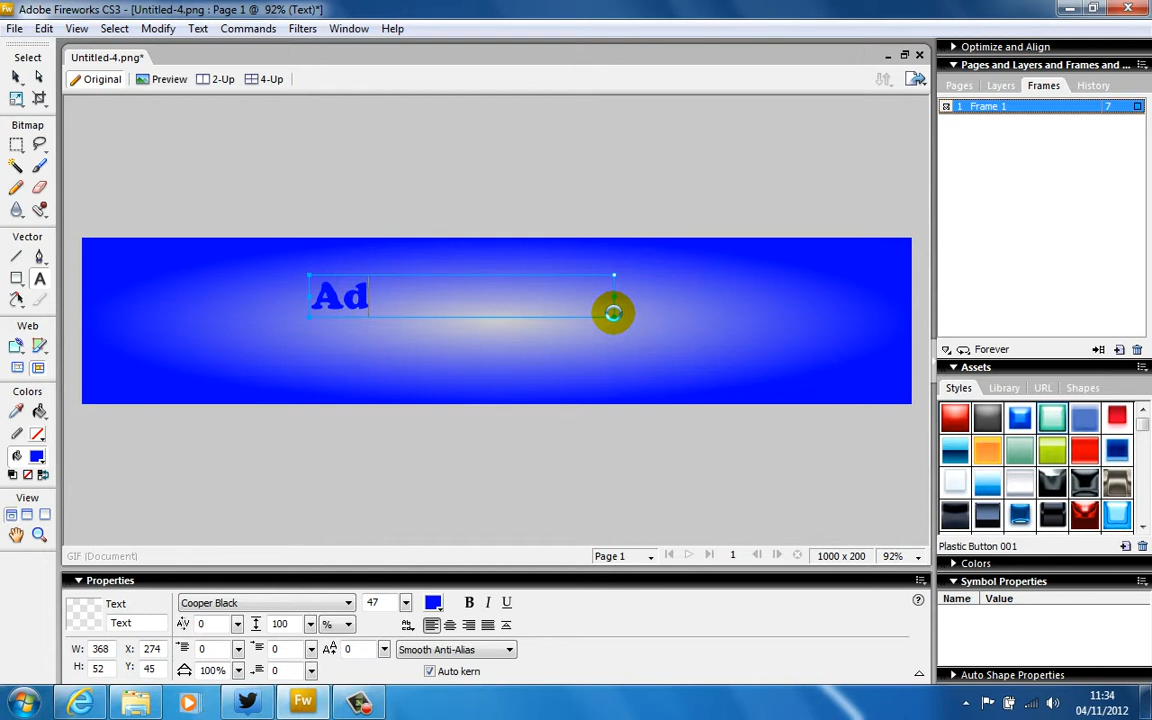 Adobe Fireworks CS3 - [Untitled-4.png : Page 1 @ 92% (Text)*]
File Edit View Select Modify Text Commands Filters Window Help
Select
Bitmap
Vector
Web
Colors
View
Untitled-4.png*
Original Preview 2-Up 4-Up
Ad
GIF (Document)
Page 1 1 1000 x 200 92%
Optimize and Align
Pages and Layers and Frames and ...
Pages Layers Frames History
1 Frame 1 7
Forever
Assets
Styles Library URL Shapes
Plastic Button 001
Colors
Symbol Properties
Name Value
Auto Shape Properties
Properties
Text
Text
Cooper Black 47 B I U
AV 0 100 %
W: 368 X: 274 0 0 0 Smooth Anti-Alias
H: 52 Y: 45 100% 0 Auto kern
11:34
04/11/2012